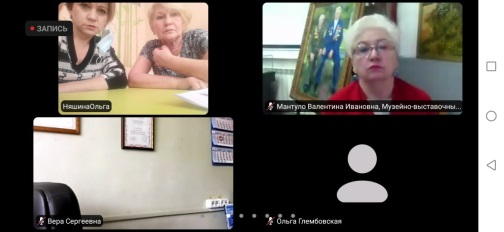 ЗАПИСЬ
НяшинаОльга
Мантуло Валентина Ивановна, Музейно-выставочны...
Вера Сергеевна
Ольга Глембовская